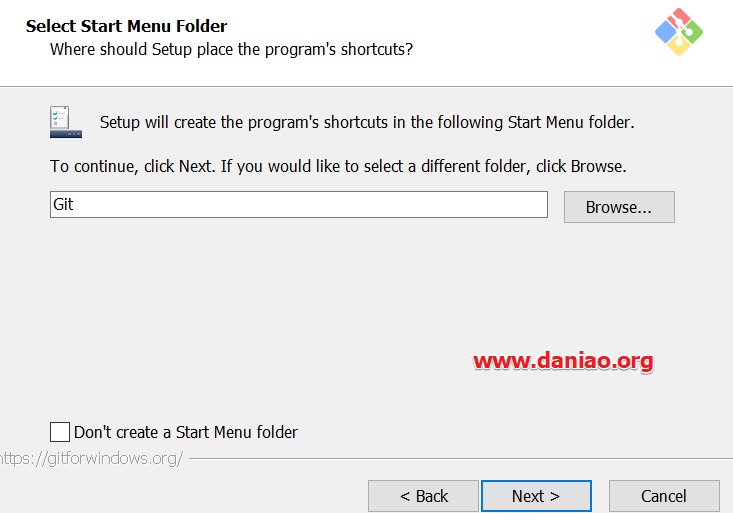 Select Start Menu Folder
Where should Setup place the program's shortcuts?
Setup will create the program's shortcuts in the following Start Menu folder.
To continue, click Next. If you would like to select a different folder, click Browse.
Git
Browse...
www.daniao.org
Don't create a Start Menu folder
https://gitforwindows.org/
< Back
Next >
Cancel